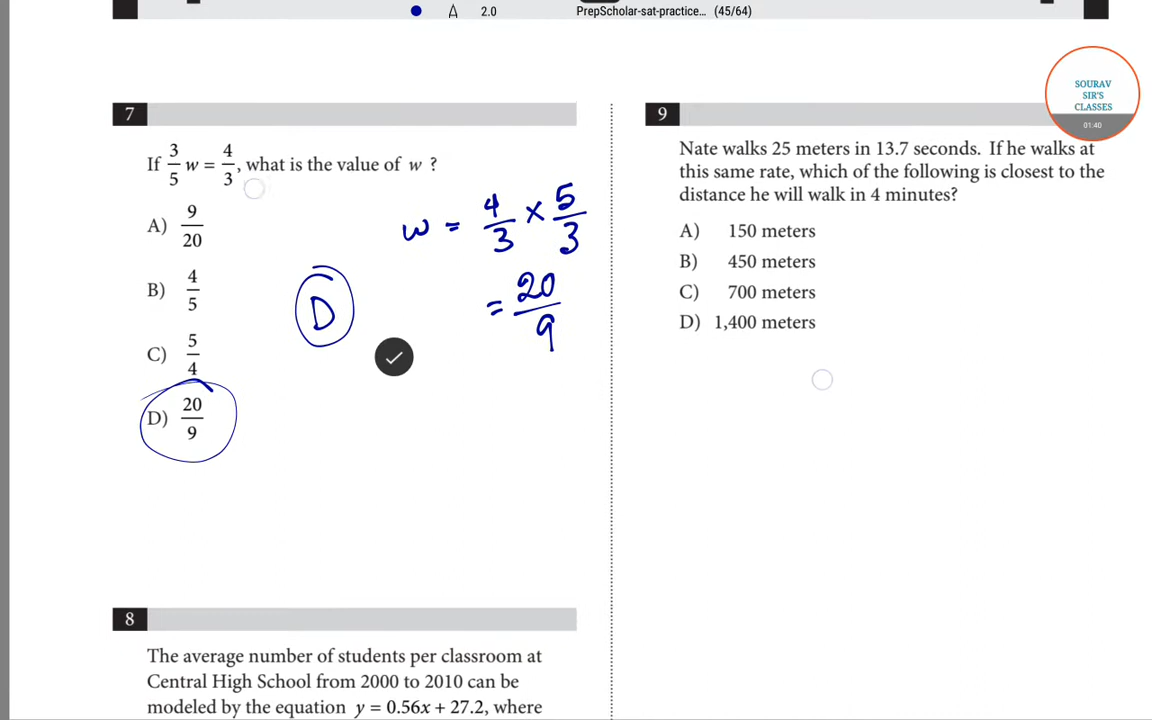 2.0 PrepScholar-sat-practice... (45/64)
SOURAV
SIR'S
CLASSES
01:40
7
If 3/5 w = 4/3, what is the value of w ?
A) 9/20
B) 4/5
C) 5/4
D) 20/9
w = 4/3 × 5/3
= 20/9
D
8
The average number of students per classroom at
Central High School from 2000 to 2010 can be
modeled by the equation y = 0.56x + 27.2, where
9
Nate walks 25 meters in 13.7 seconds. If he walks at
this same rate, which of the following is closest to the
distance he will walk in 4 minutes?
A) 150 meters
B) 450 meters
C) 700 meters
D) 1,400 meters